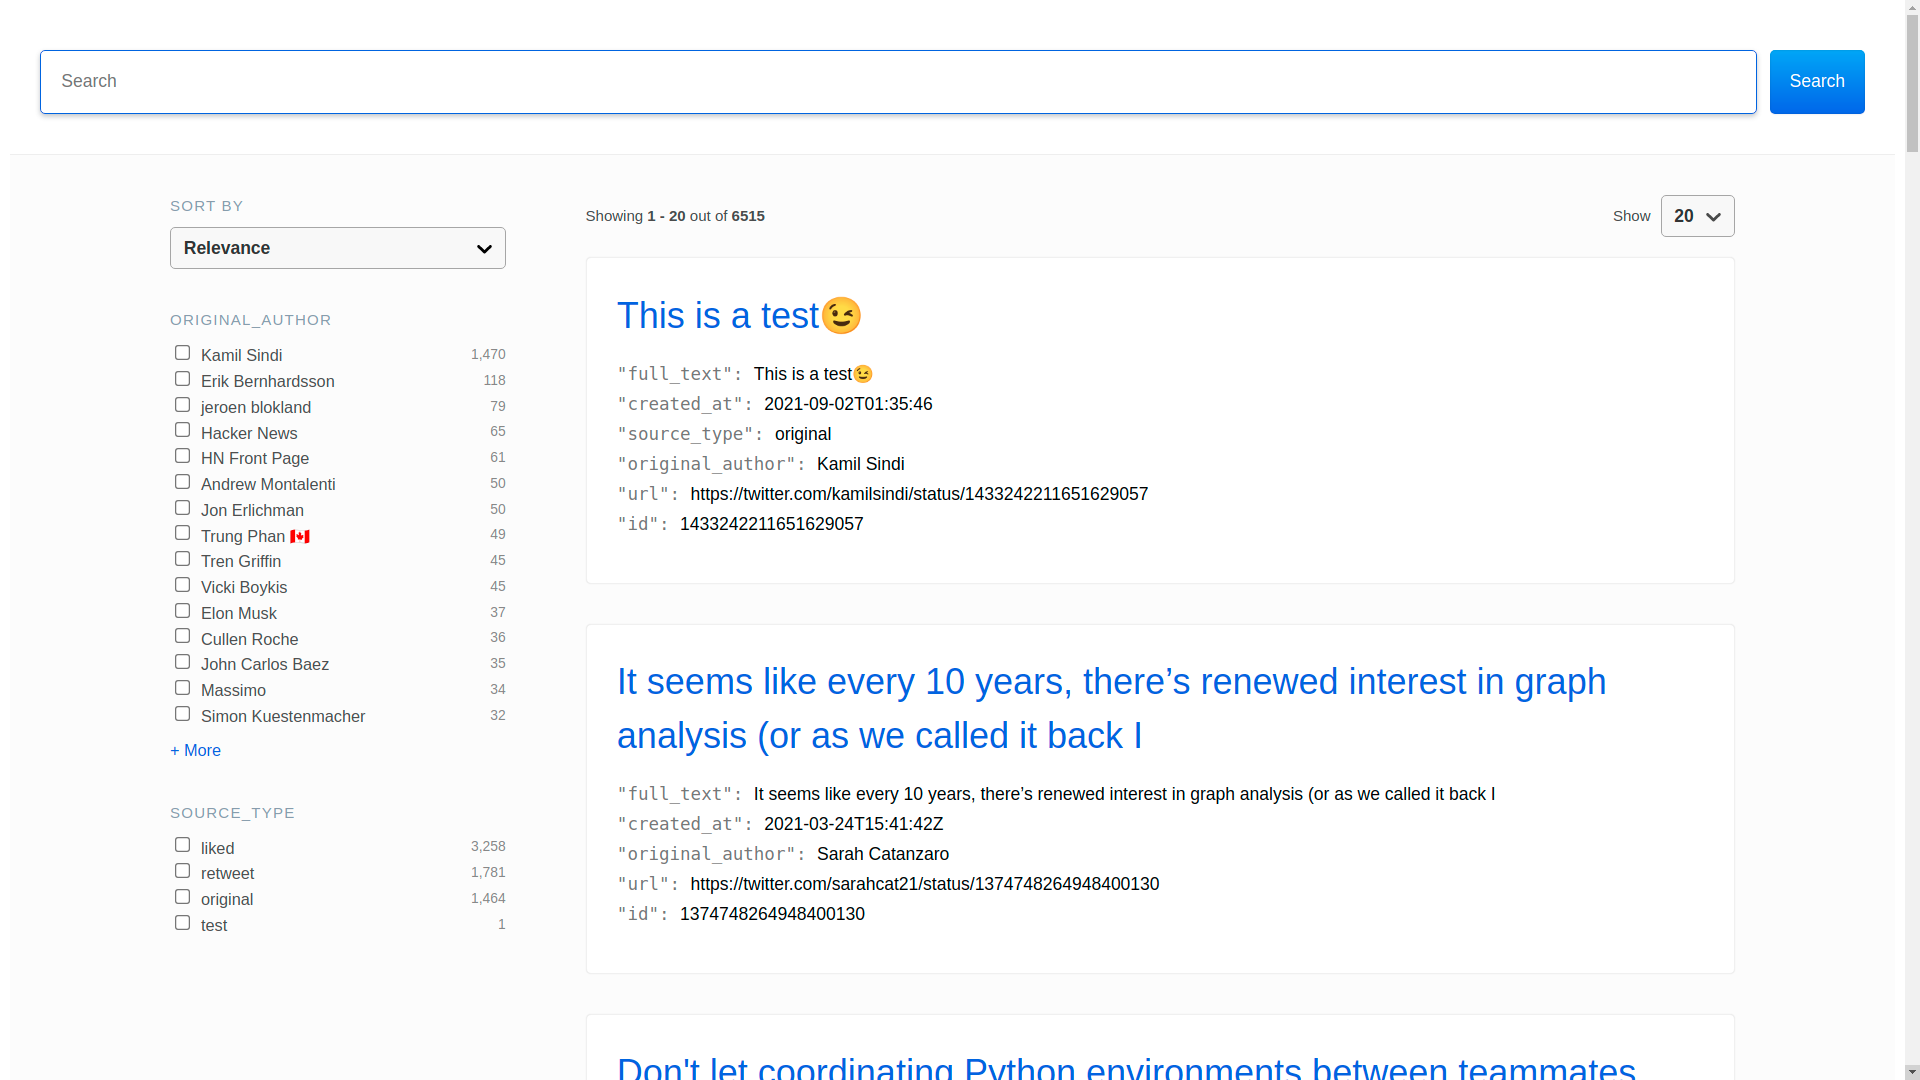 Search
Search
SORT BY
Relevance
ORIGINAL_AUTHOR
Kamil Sindi 1,470
Erik Bernhardsson 118
jeroen blokland 79
Hacker News 65
HN Front Page 61
Andrew Montalenti 50
Jon Erlichman 50
Trung Phan 🇨🇦 49
Tren Griffin 45
Vicki Boykis 45
Elon Musk 37
Cullen Roche 36
John Carlos Baez 35
Massimo 34
Simon Kuestenmacher 32
+ More
SOURCE_TYPE
liked 3,258
retweet 1,781
original 1,464
test 1
Showing 1 - 20 out of 6515
Show 20
This is a test😉
"full_text": This is a test😉
"created_at": 2021-09-02T01:35:46
"source_type": original
"original_author": Kamil Sindi
"url": https://twitter.com/kamilsindi/status/1433242211651629057
"id": 1433242211651629057
It seems like every 10 years, there’s renewed interest in graph
analysis (or as we called it back I
"full_text": It seems like every 10 years, there’s renewed interest in graph analysis (or as we called it back I
"created_at": 2021-03-24T15:41:42Z
"original_author": Sarah Catanzaro
"url": https://twitter.com/sarahcat21/status/1374748264948400130
"id": 1374748264948400130
Don't let coordinating Python environments between teammates